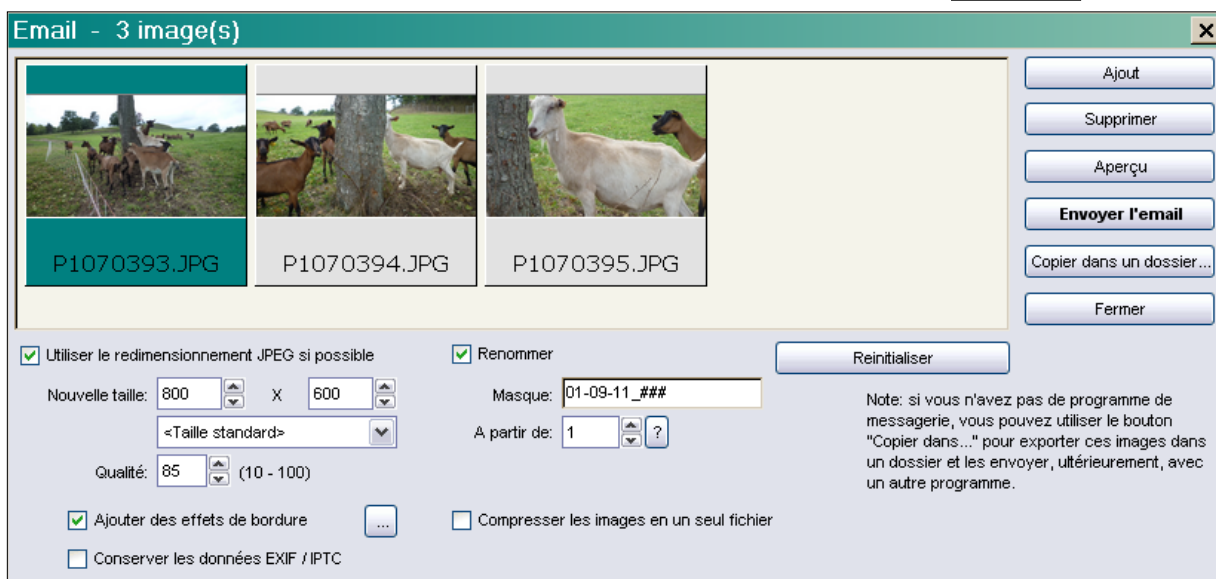 Email - 3 image(s)
P1070393.JPG
P1070394.JPG
P1070395.JPG
Ajout
Supprimer
Aperçu
Envoyer l'email
Copier dans un dossier...
Fermer
Utiliser le redimensionnement JPEG si possible
Nouvelle taille: 800 X 600
<Taille standard>
Qualité: 85 (10 - 100)
Ajouter des effets de bordure ...
Conserver les données EXIF / IPTC
Renommer
Masque: 01-09-11_###
A partir de: 1 ?
Compresser les images en un seul fichier
Reinitialiser
Note: si vous n'avez pas de programme de
messagerie, vous pouvez utiliser le bouton
"Copier dans..." pour exporter ces images dans
un dossier et les envoyer, ultérieurement, avec
un autre programme.